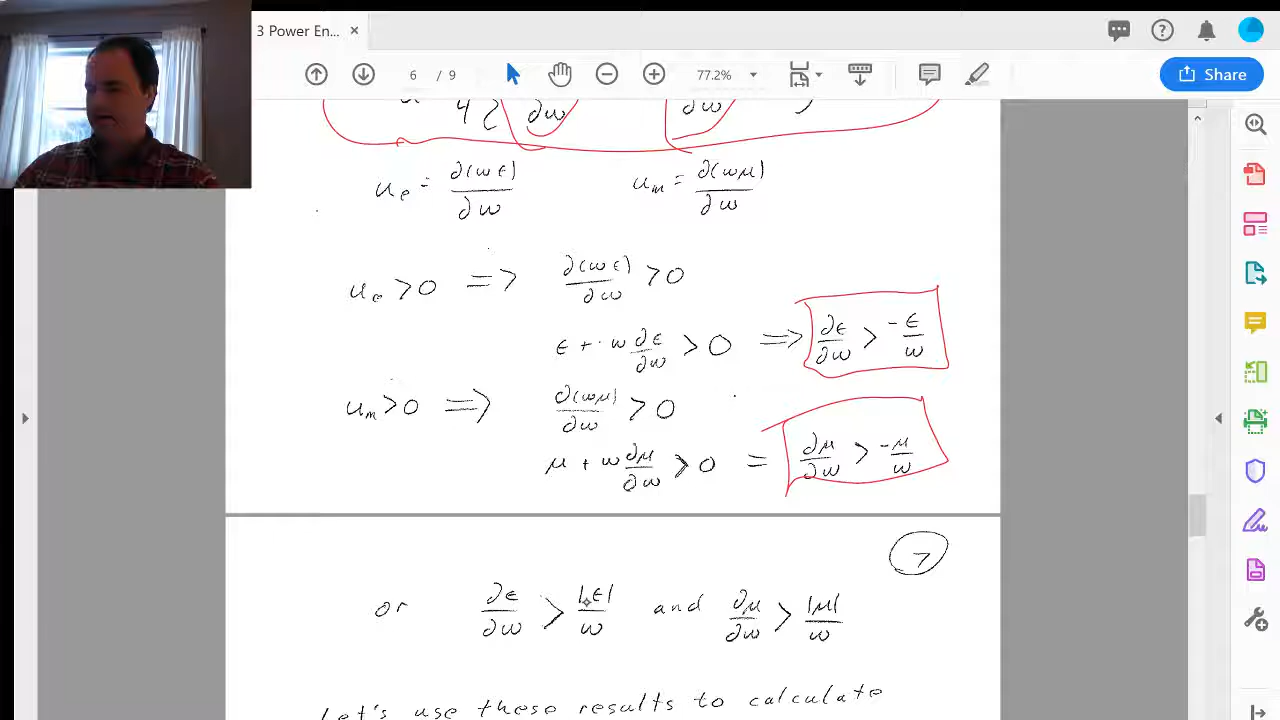 3 Power En...
6 / 9
77.2%
Share
4 { ∂ω ∂ω }
u_e = ∂(ωϵ)/∂ω u_m = ∂(ωμ)/∂ω
u_e > 0 => ∂(ωϵ)/∂ω > 0
ϵ + ω ∂ϵ/∂ω > 0 => ∂ϵ/∂ω > -ϵ/ω
u_m > 0 => ∂(ωμ)/∂ω > 0
μ + ω ∂μ/∂ω > 0 = ∂μ/∂ω > -μ/ω
7
or ∂ϵ/∂ω > |ϵ|/ω and ∂μ/∂ω > |μ|/ω
Let's use these results to calculate